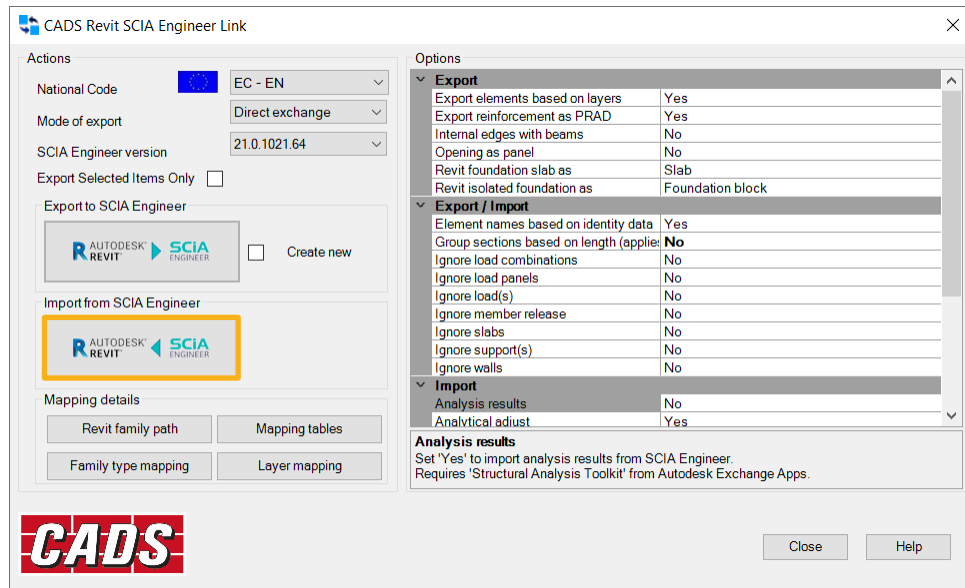 CADS Revit SCIA Engineer Link
Actions
National Code
EC - EN
Mode of export
Direct exchange
SCIA Engineer version
21.0.1021.64
Export Selected Items Only
Export to SCIA Engineer
R AUTODESK® REVIT® SCiA ENGINEER
Create new
Import from SCIA Engineer
R AUTODESK® REVIT® SCiA ENGINEER
Mapping details
Revit family path
Mapping tables
Family type mapping
Layer mapping
Options
Export
Export elements based on layers Yes
Export reinforcement as PRAD Yes
Internal edges with beams No
Opening as panel No
Revit foundation slab as Slab
Revit isolated foundation as Foundation block
Export / Import
Element names based on identity data Yes
Group sections based on length (applies No
Ignore load combinations No
Ignore load panels No
Ignore load(s) No
Ignore member release No
Ignore slabs No
Ignore support(s) No
Ignore walls No
Import
Analysis results No
Analytical adjust Yes
Analysis results
Set 'Yes' to import analysis results from SCIA Engineer.
Requires 'Structural Analysis Toolkit' from Autodesk Exchange Apps.
CADS
Close
Help